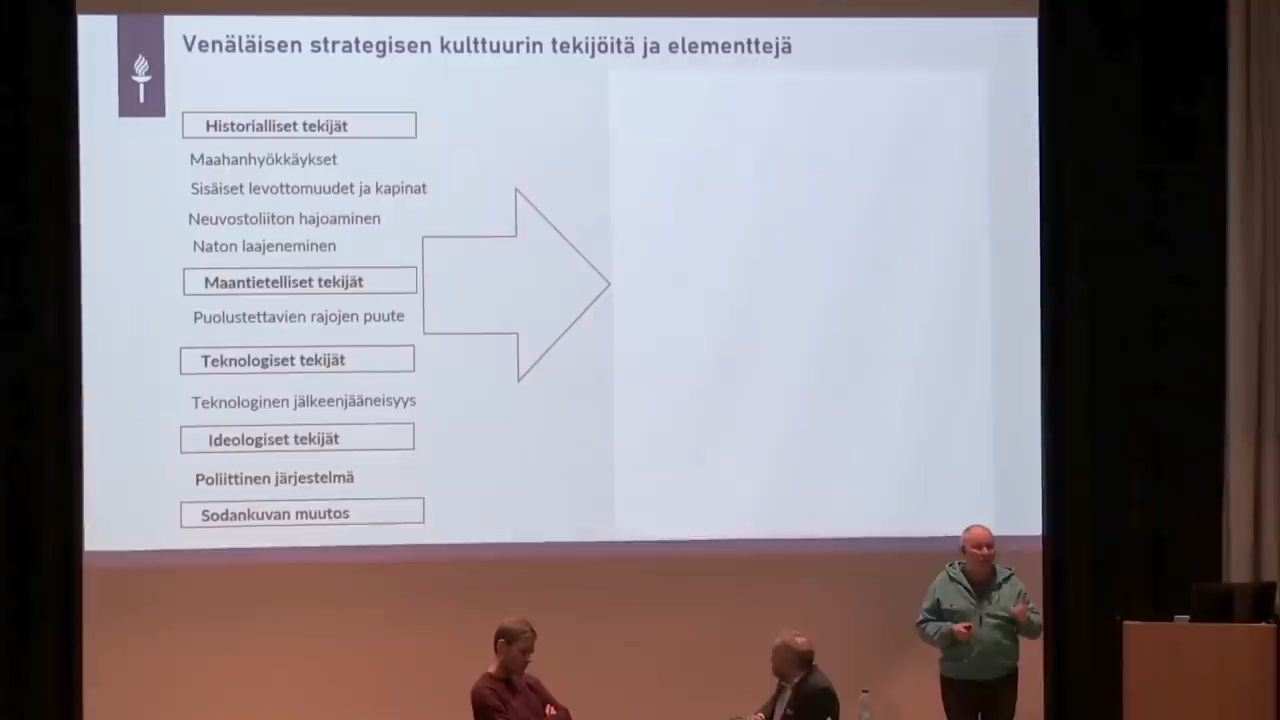 Venäläisen strategisen kulttuurin tekijöitä ja elementtejä
Historialliset tekijät
Maahanhyökkäykset
Sisäiset levottomuudet ja kapinat
Neuvostoliiton hajoaminen
Naton laajeneminen
Maantietelliset tekijät
Puolustettavien rajojen puute
Teknologiset tekijät
Teknologinen jälkeenjääneisyys
Ideologiset tekijät
Poliittinen järjestelmä
Sodankuvan muutos